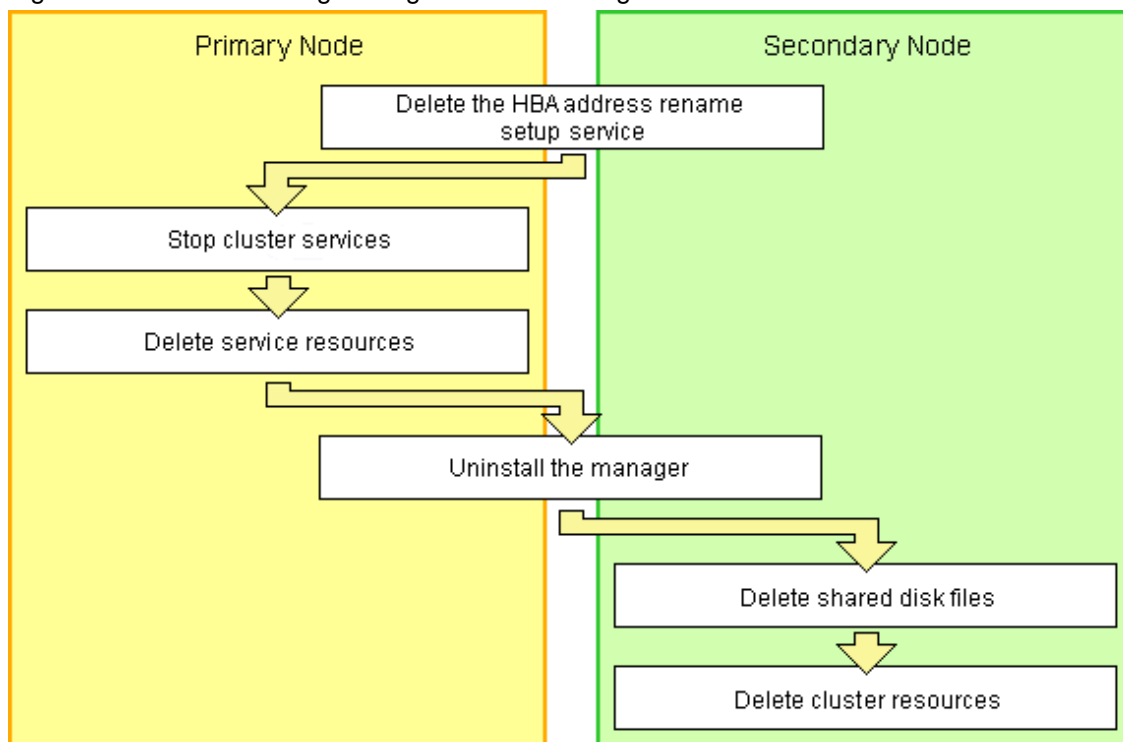 Primary Node
Secondary Node
Delete the HBA address rename
setup service
Stop cluster services
Delete service resources
Uninstall the manager
Delete shared disk files
Delete cluster resources